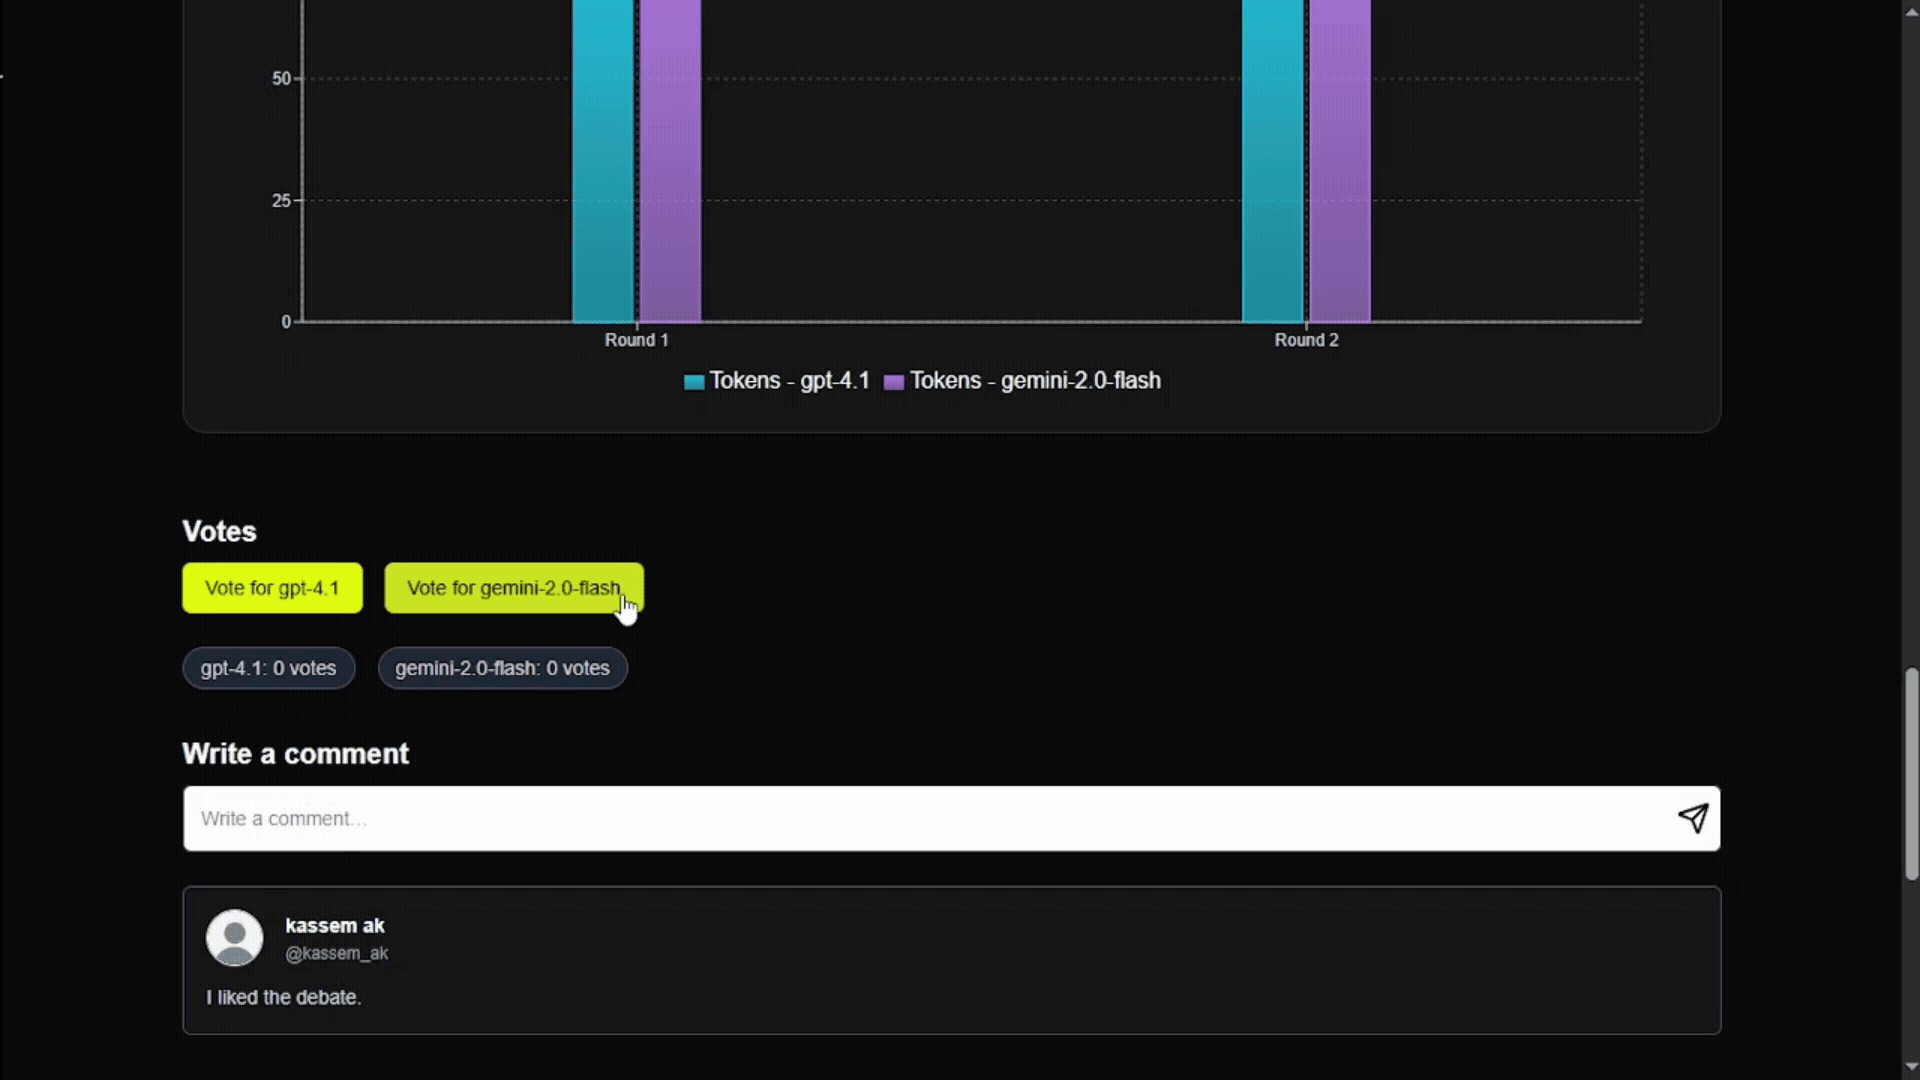 50
25
0
Round 1 Round 2
Tokens - gpt-4.1 Tokens - gemini-2.0-flash
Votes
Vote for gpt-4.1 Vote for gemini-2.0-flash
gpt-4.1: 0 votes gemini-2.0-flash: 0 votes
Write a comment
Write a comment...
kassem ak
@kassem_ak
I liked the debate.